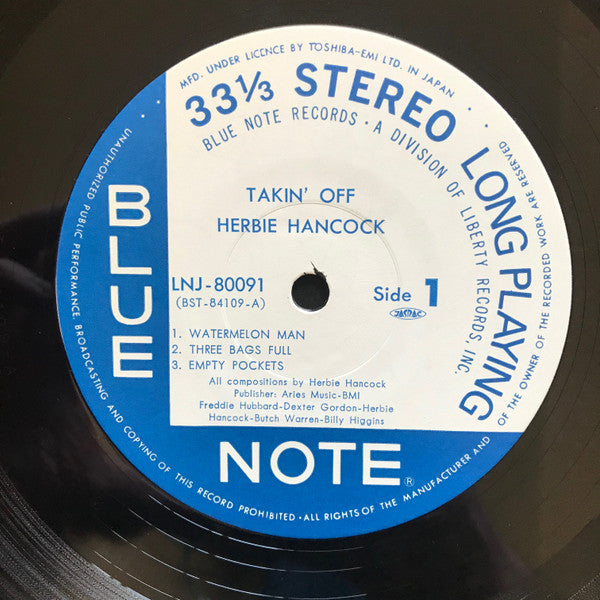 MFD. UNDER LICENCE BY TOSHIBA-EMI LTD. IN JAPAN
33⅓ STEREO LONG PLAYING
BLUE NOTE RECORDS • A DIVISION OF LIBERTY RECORDS, INC.
TAKIN' OFF
HERBIE HANCOCK
LNJ-80091
(BST-84109-A)
Side 1
JASRAC
1. WATERMELON MAN
2. THREE BAGS FULL
3. EMPTY POCKETS
All compositions by Herbie Hancock
Publisher: Aries Music-BMI
Freddie Hubbard-Dexter Gordon-Herbie
Hancock-Butch Warren-Billy Higgins
BLUE
NOTE®
UNAUTHORIZED PUBLIC PERFORMANCE, BROADCASTING AND COPYING OF THIS RECORD PROHIBITED • ALL RIGHTS OF THE MANUFACTURER AND OF THE OWNER OF THE RECORDED WORK ARE RESERVED